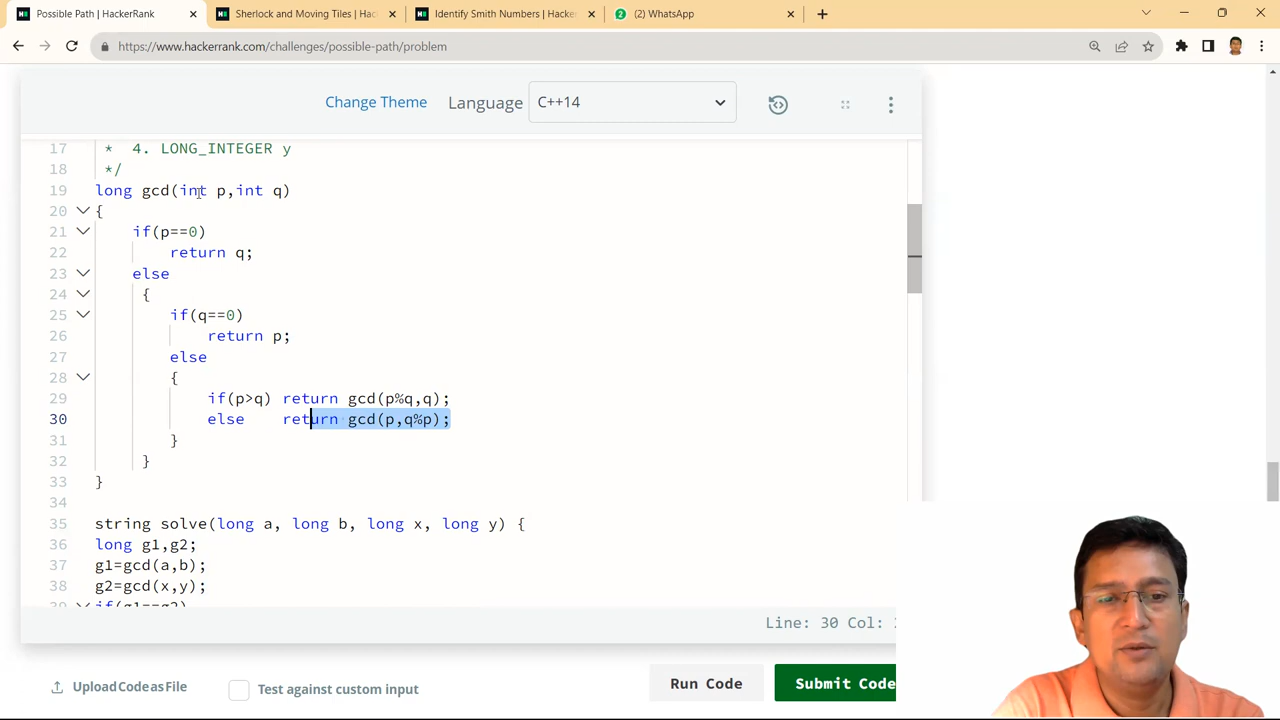 Possible Path | HackerRank
Sherlock and Moving Tiles | Hac
Identify Smith Numbers | Hacker
(2) WhatsApp
https://www.hackerrank.com/challenges/possible-path/problem
Change Theme Language C++14
17 * 4. LONG_INTEGER y
18 */
19 long gcd(int p,int q)
20 {
21 if(p==0)
22 return q;
23 else
24 {
25 if(q==0)
26 return p;
27 else
28 {
29 if(p>q) return gcd(p%q,q);
30 else return gcd(p,q%p);
31 }
32 }
33 }
34
35 string solve(long a, long b, long x, long y) {
36 long g1,g2;
37 g1=gcd(a,b);
38 g2=gcd(x,y);
39 if(g1==g2)
Line: 30 Col:
Upload Code as File
Test against custom input
Run Code
Submit Code